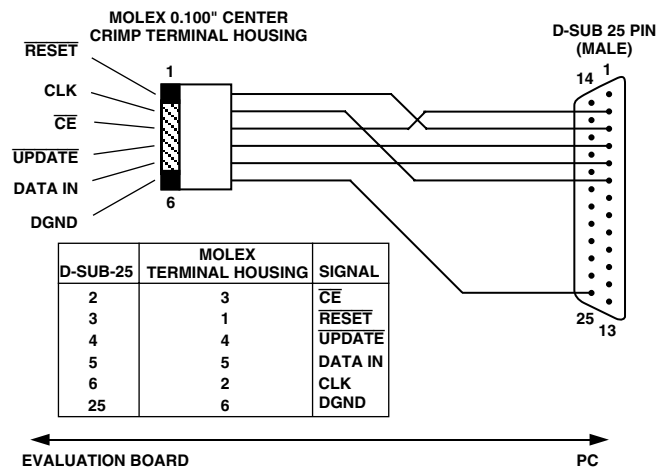 MOLEX 0.100" CENTER
CRIMP TERMINAL HOUSING
D-SUB 25 PIN
(MALE)
RESET
CLK
CE
UPDATE
DATA IN
DGND
1
6
14 1
25 13
D-SUB-25 MOLEX TERMINAL HOUSING SIGNAL
2 3 CE
3 1 RESET
4 4 UPDATE
5 5 DATA IN
6 2 CLK
25 6 DGND
EVALUATION BOARD PC